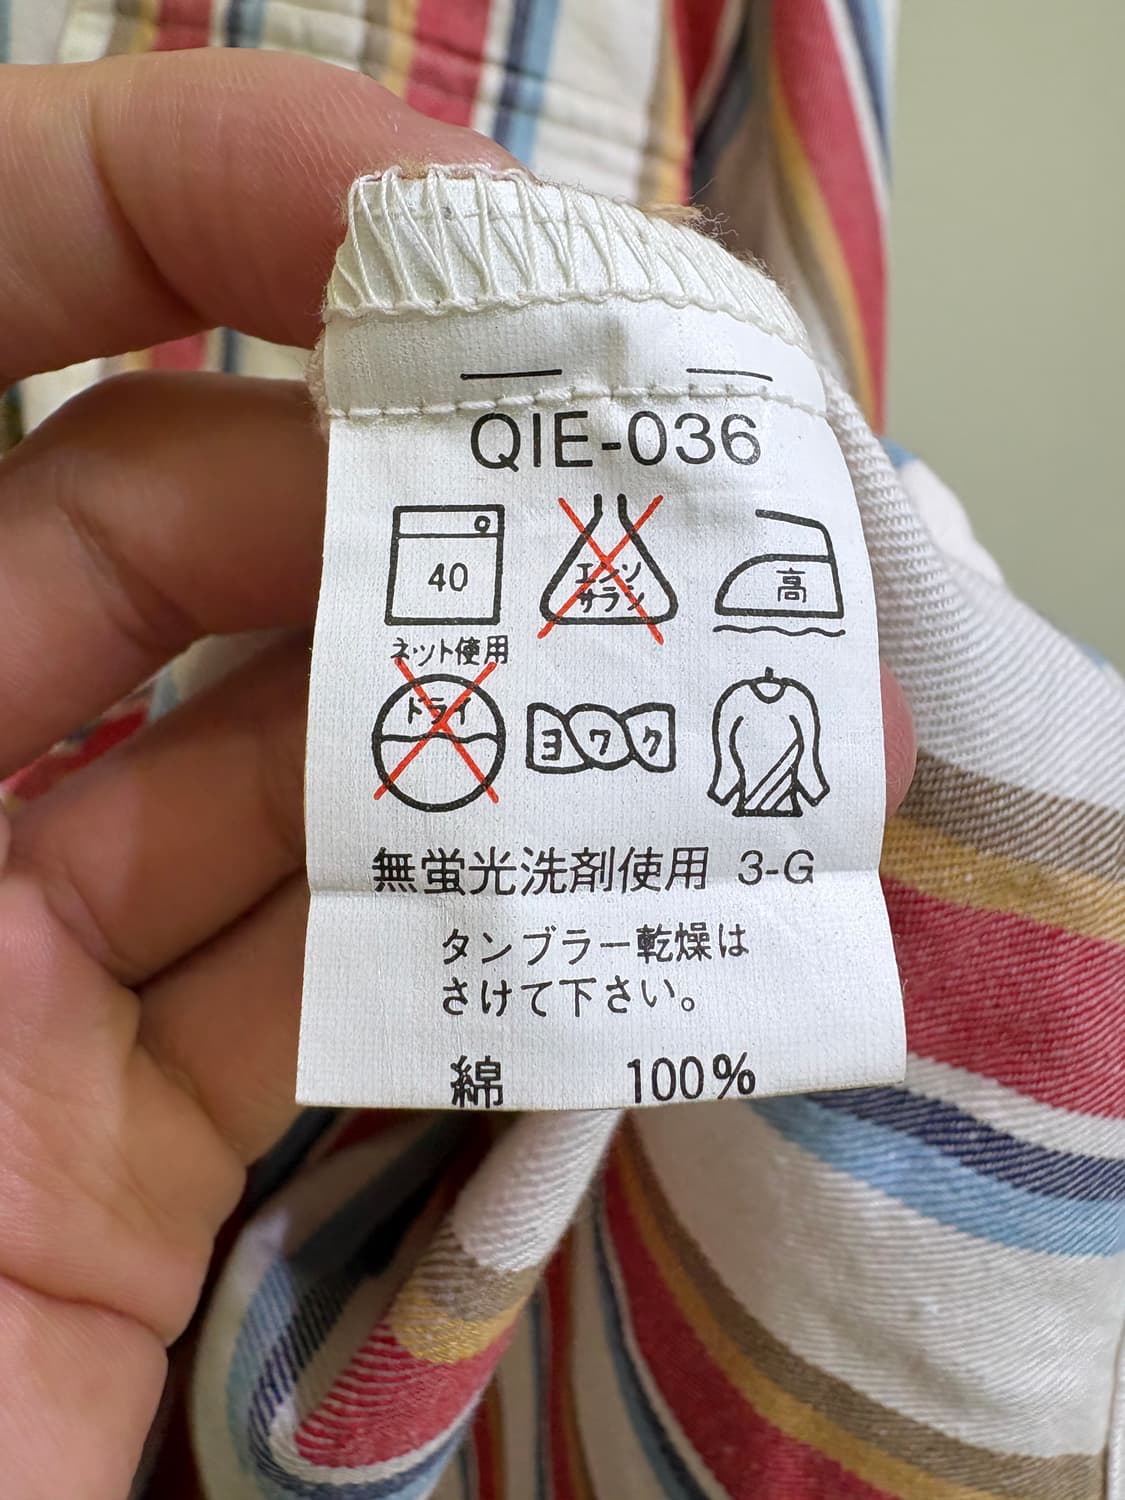 QIE-036
40
エンソ
サラシ
高
ネット使用
ドライ
ヨワク
無蛍光洗剤使用 3-G
タンブラー乾燥は
さけて下さい。
綿 100%